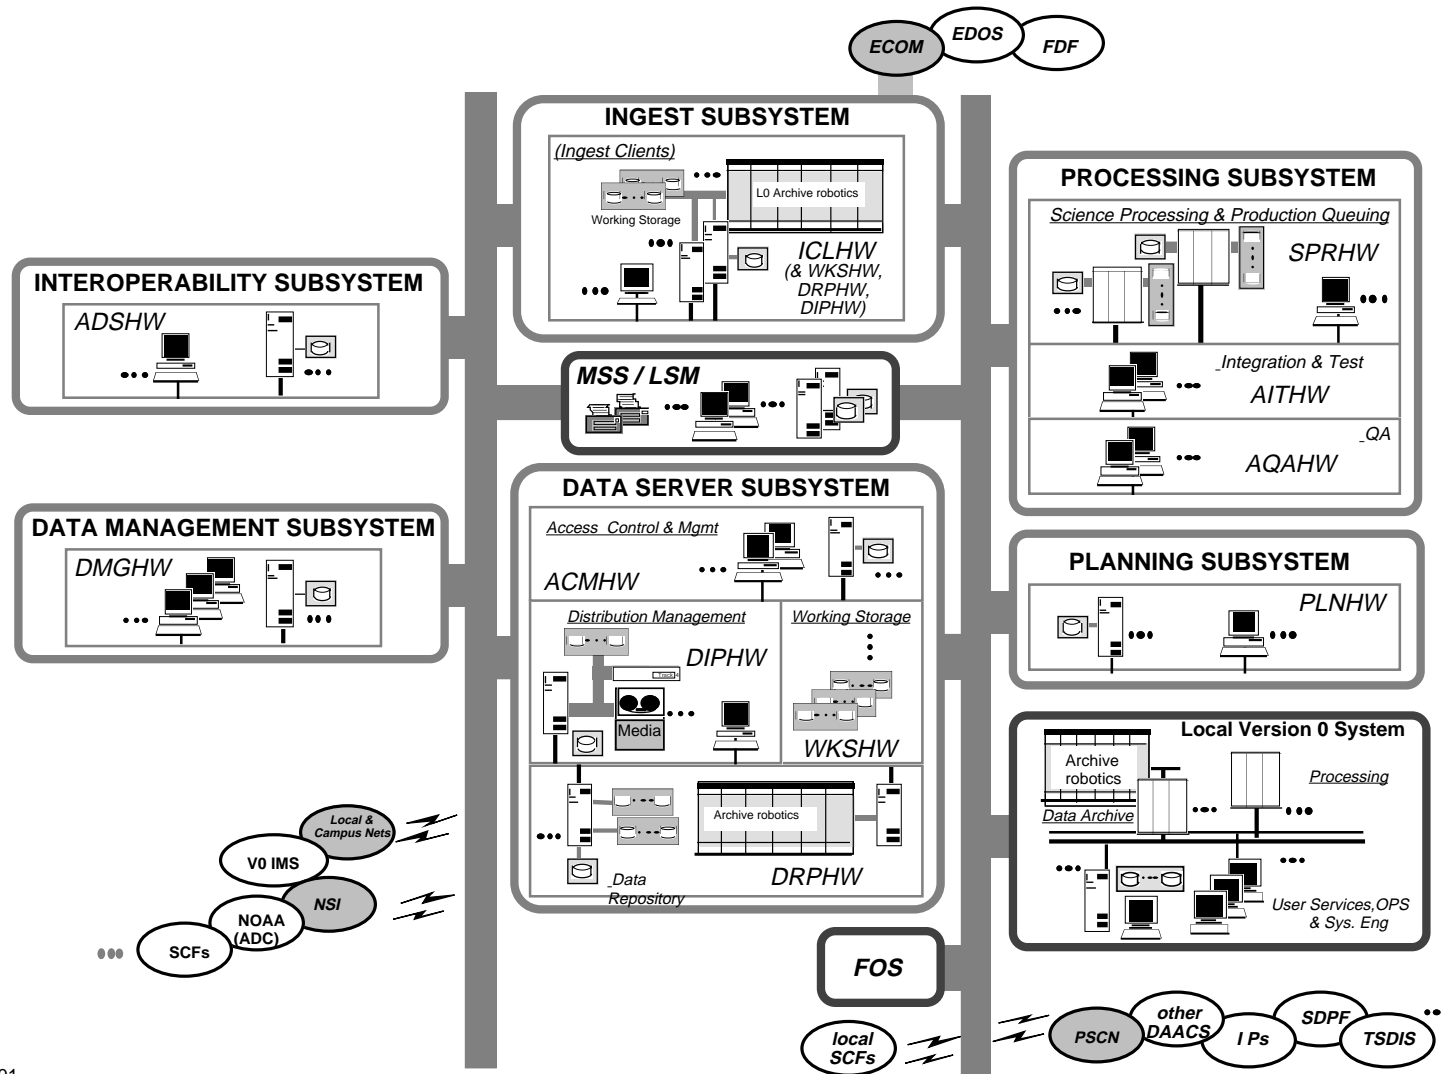 ECOM
EDOS
FDF
INGEST SUBSYSTEM
(Ingest Clients)
L0 Archive robotics
Working Storage
ICLHW
(& WKSHW,
DRPHW,
DIPHW)
PROCESSING SUBSYSTEM
Science Processing & Production Queuing
SPRHW
_Integration & Test
AITHW
_QA
AQAHW
INTEROPERABILITY SUBSYSTEM
ADSHW
MSS / LSM
DATA SERVER SUBSYSTEM
Access Control & Mgmt
ACMHW
Distribution Management
DIPHW
Media
Working Storage
WKSHW
Archive robotics
_Data
Repository
DRPHW
DATA MANAGEMENT SUBSYSTEM
DMGHW
PLANNING SUBSYSTEM
PLNHW
Local Version 0 System
Archive
robotics
Processing
Data Archive
User Services,OPS
& Sys. Eng
Local &
Campus Nets
V0 IMS
NSI
NOAA
(ADC)
SCFs
FOS
local
SCFs
PSCN
other
DAACS
I Ps
SDPF
TSDIS